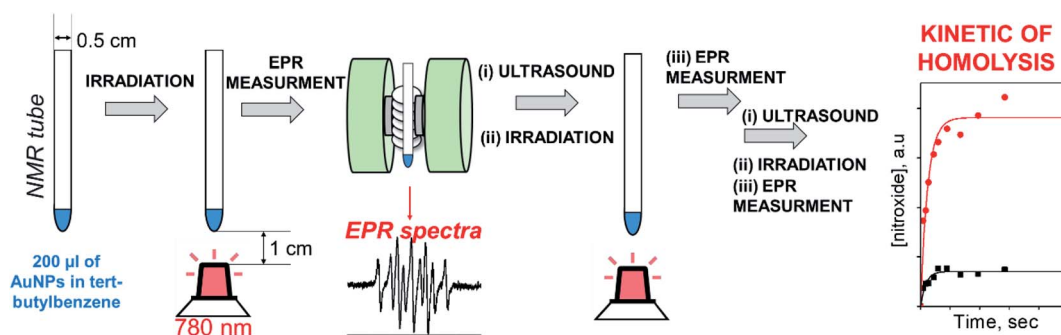 0.5 cm
NMR tube
200 µl of
AuNPs in tert-
butylbenzene
IRRADIATION
1 cm
780 nm
EPR
MEASURMENT
EPR spectra
(i) ULTRASOUND
(ii) IRRADIATION
(iii) EPR
MEASURMENT
(i) ULTRASOUND
(ii) IRRADIATION
(iii) EPR
MEASURMENT
KINETIC OF
HOMOLYSIS
[nitroxide], a.u
Time, sec